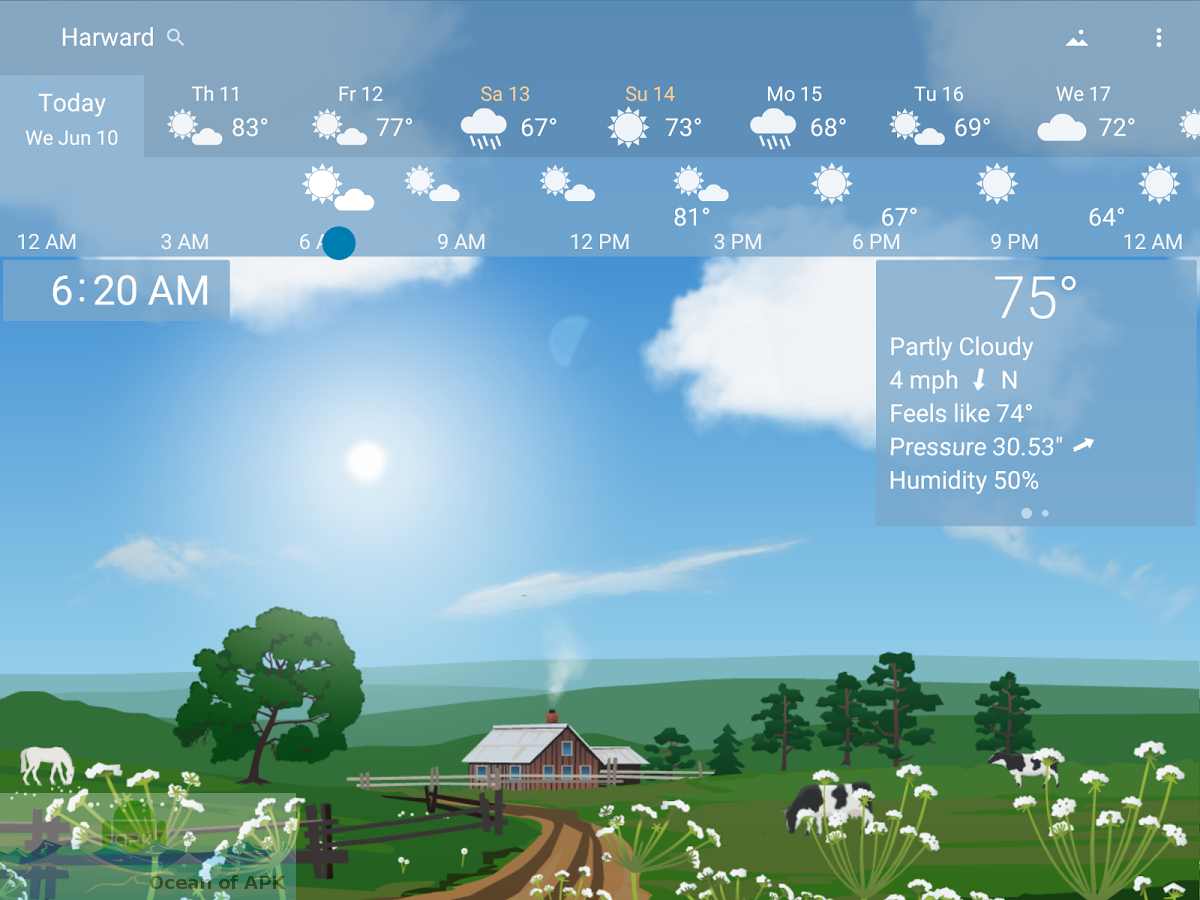 Harward
Today
We Jun 10
Th 11
83°
Fr 12
77°
Sa 13
67°
Su 14
73°
Mo 15
68°
Tu 16
69°
We 17
72°
81°
67°
64°
12 AM
3 AM
6 A
9 AM
12 PM
3 PM
6 PM
9 PM
12 AM
6:20 AM
75°
Partly Cloudy
4 mph N
Feels like 74°
Pressure 30.53"
Humidity 50%
Ocean of APK